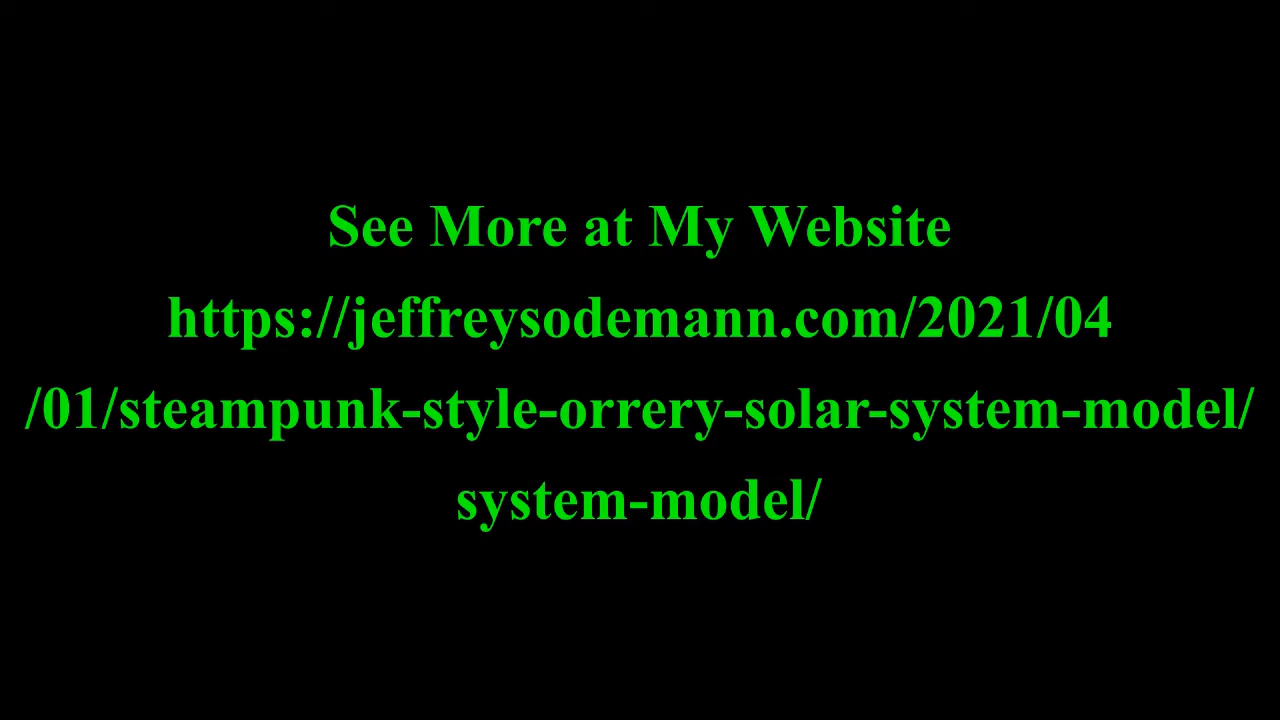 See More at My Website
https://jeffreysodemann.com/2021/04
/01/steampunk-style-orrery-solar-system-model/
system-model/